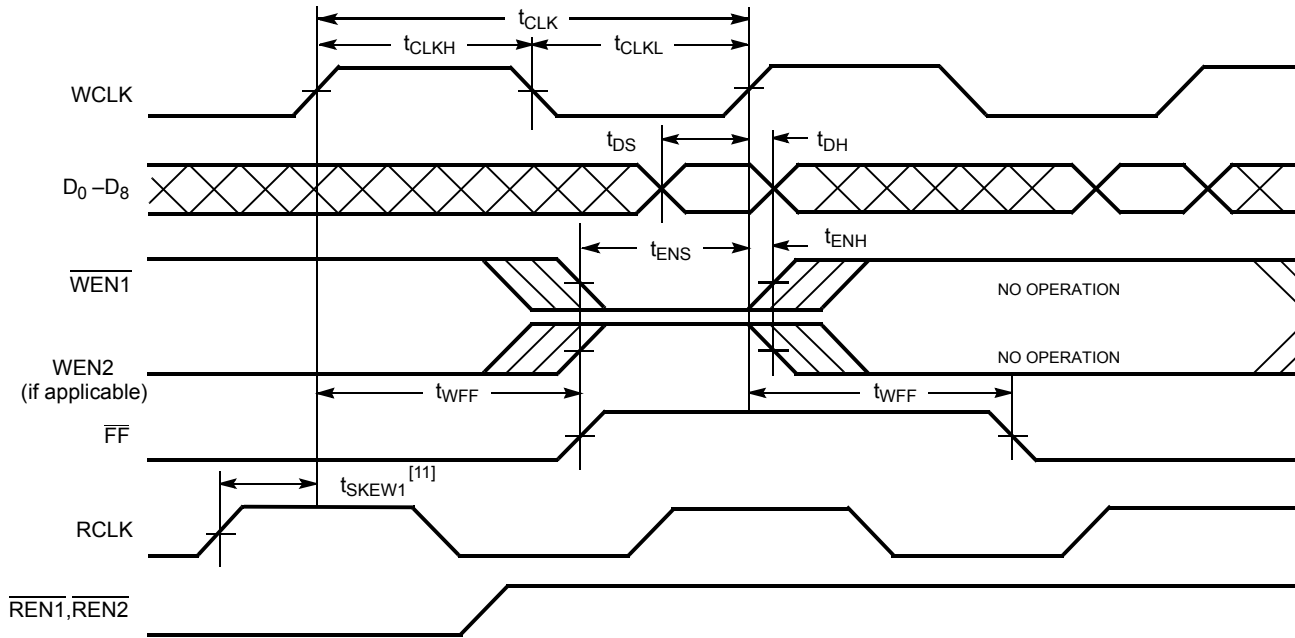 tCLK
tCLKH
tCLKL
WCLK
tDS
tDH
D0 –D8
tENS
tENH
WEN1
NO OPERATION
WEN2
(if applicable)
NO OPERATION
tWFF
tWFF
FF
tSKEW1[11]
RCLK
REN1,REN2